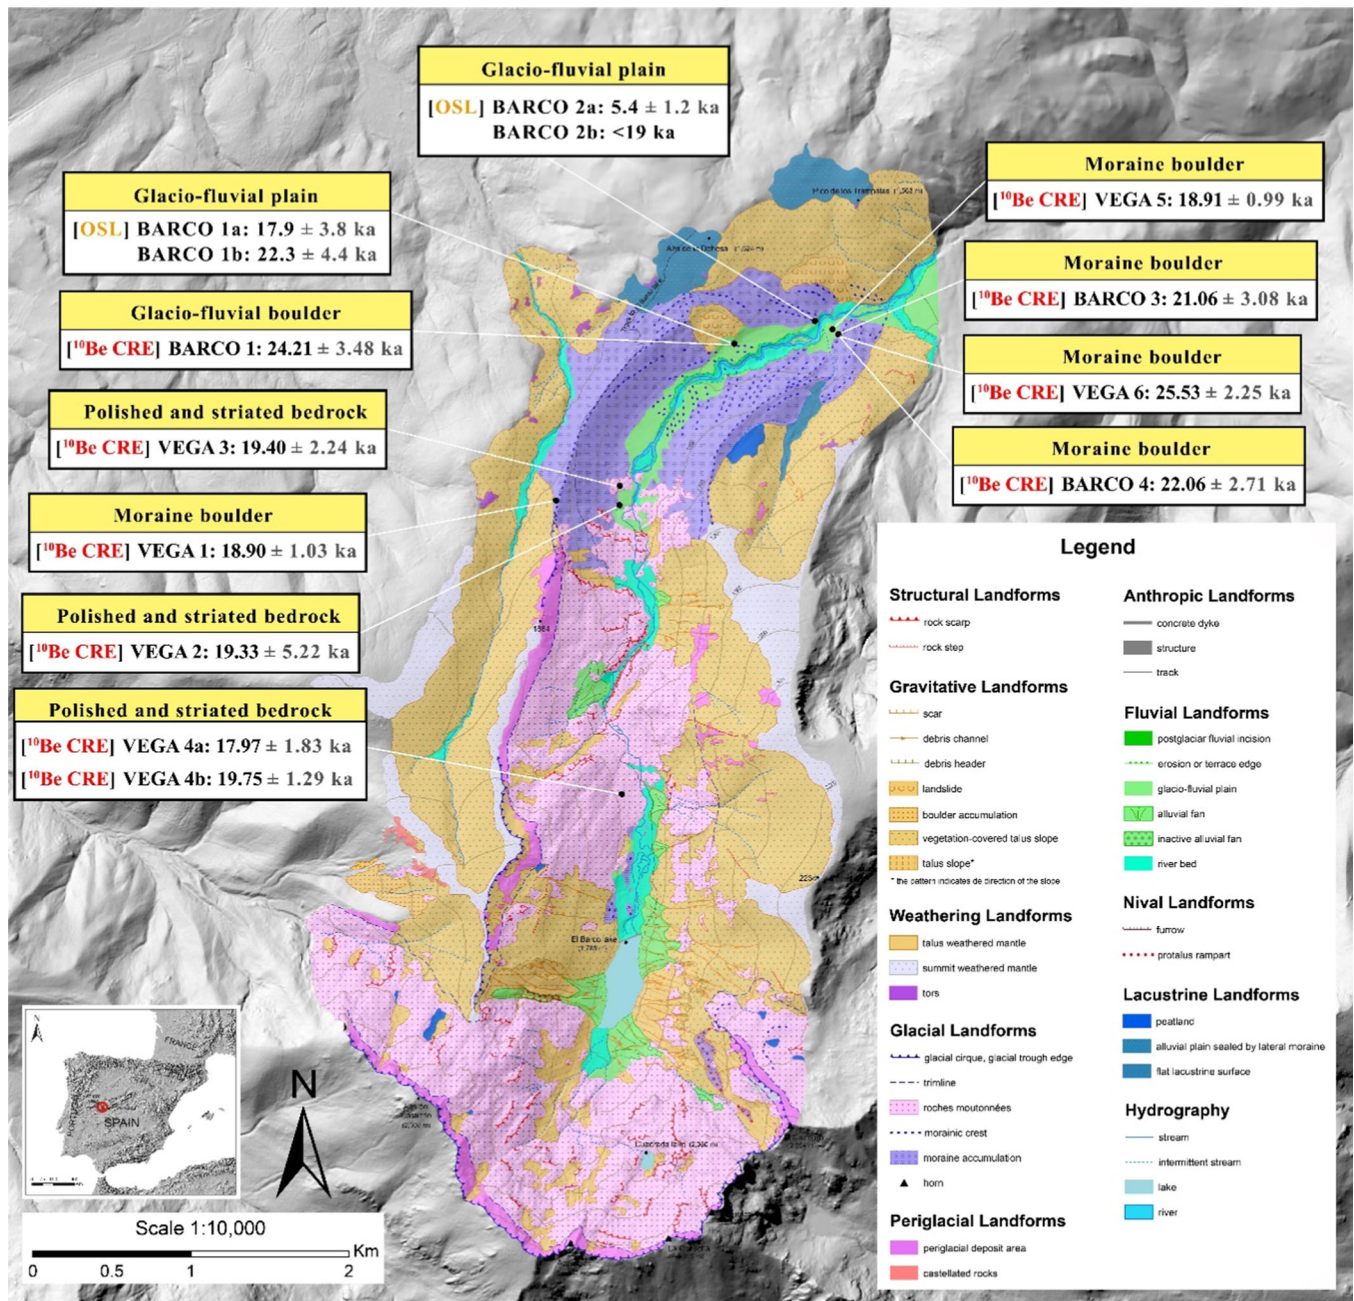 Glacio-fluvial plain
[OSL] BARCO 2a: 5.4 ± 1.2 ka
BARCO 2b: <19 ka
Glacio-fluvial plain
[OSL] BARCO 1a: 17.9 ± 3.8 ka
BARCO 1b: 22.3 ± 4.4 ka
Glacio-fluvial boulder
[¹⁰Be CRE] BARCO 1: 24.21 ± 3.48 ka
Polished and striated bedrock
[¹⁰Be CRE] VEGA 3: 19.40 ± 2.24 ka
Moraine boulder
[¹⁰Be CRE] VEGA 1: 18.90 ± 1.03 ka
Polished and striated bedrock
[¹⁰Be CRE] VEGA 2: 19.33 ± 5.22 ka
Polished and striated bedrock
[¹⁰Be CRE] VEGA 4a: 17.97 ± 1.83 ka
[¹⁰Be CRE] VEGA 4b: 19.75 ± 1.29 ka
Moraine boulder
[¹⁰Be CRE] VEGA 5: 18.91 ± 0.99 ka
Moraine boulder
[¹⁰Be CRE] BARCO 3: 21.06 ± 3.08 ka
Moraine boulder
[¹⁰Be CRE] VEGA 6: 25.53 ± 2.25 ka
Moraine boulder
[¹⁰Be CRE] BARCO 4: 22.06 ± 2.71 ka
El Barco lake
Legend
Structural Landforms
rock scarp
rock step
Gravitative Landforms
scar
debris channel
debris header
landslide
boulder accumulation
vegetation-covered talus slope
talus slope*
* the pattern indicates de direction of the slope
Weathering Landforms
talus weathered mantle
summit weathered mantle
tors
Glacial Landforms
glacial cirque, glacial trough edge
trimline
roches moutonnées
morainic crest
moraine accumulation
horn
Periglacial Landforms
periglacial deposit area
castellated rocks
Anthropic Landforms
concrete dyke
structure
track
Fluvial Landforms
postglaciar fluvial incision
erosion or terrace edge
glacio-fluvial plain
alluvial fan
inactive alluvial fan
river bed
Nival Landforms
furrow
protalus rampart
Lacustrine Landforms
peatland
alluvial plain sealed by lateral moraine
flat lacustrine surface
Hydrography
stream
intermittent stream
lake
river
N
FRANCE
PORTUGAL
SPAIN
N
Scale 1:10,000
Km
0 0.5 1 2